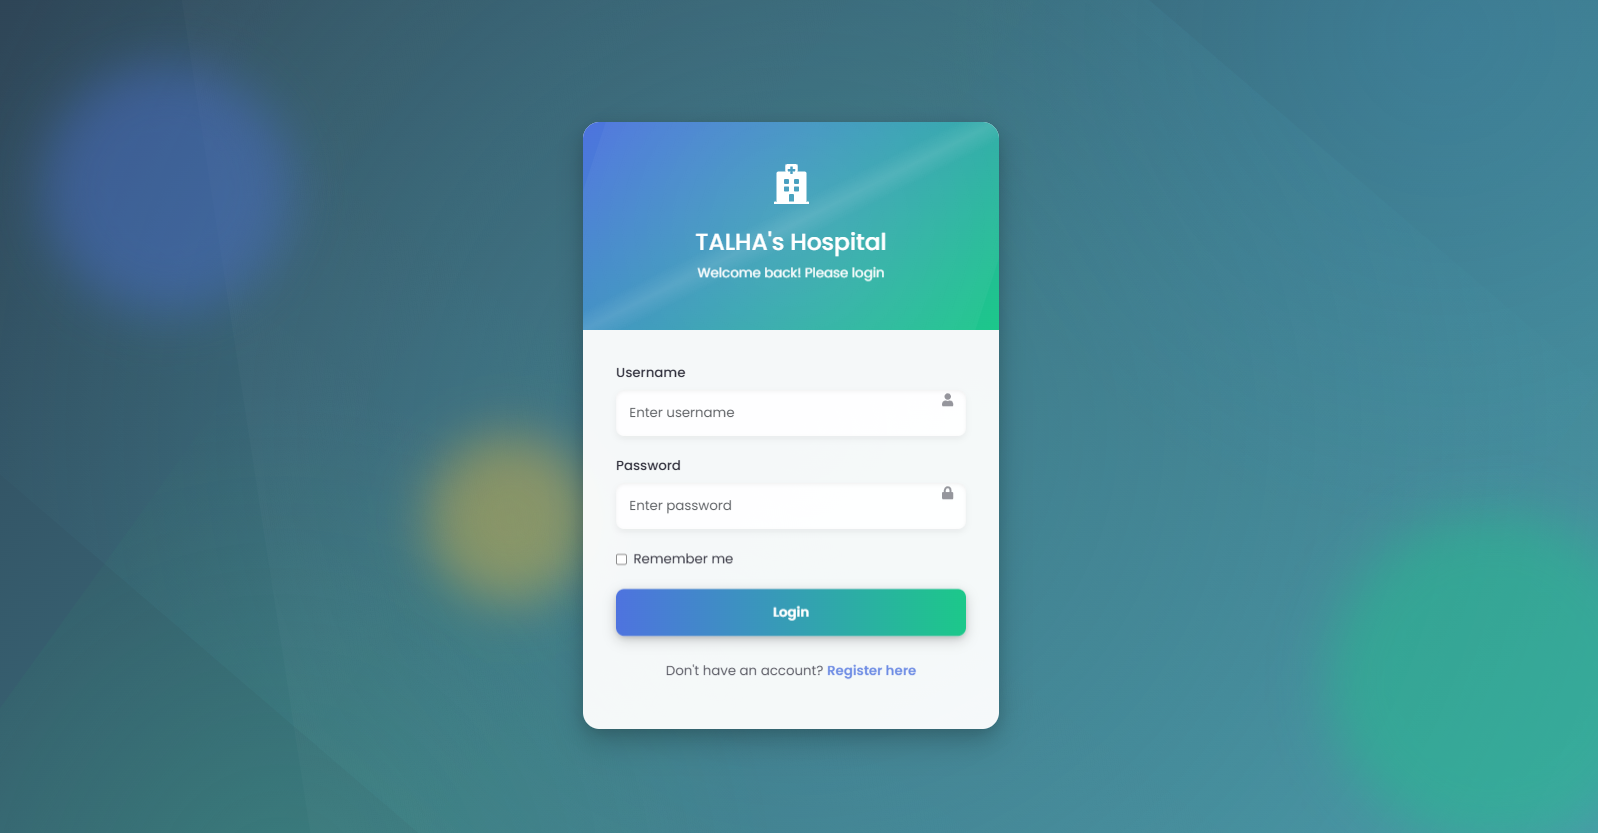 TALHA's Hospital
Welcome back! Please login
Username
Enter username
Password
Enter password
Remember me
Login
Don't have an account? Register here